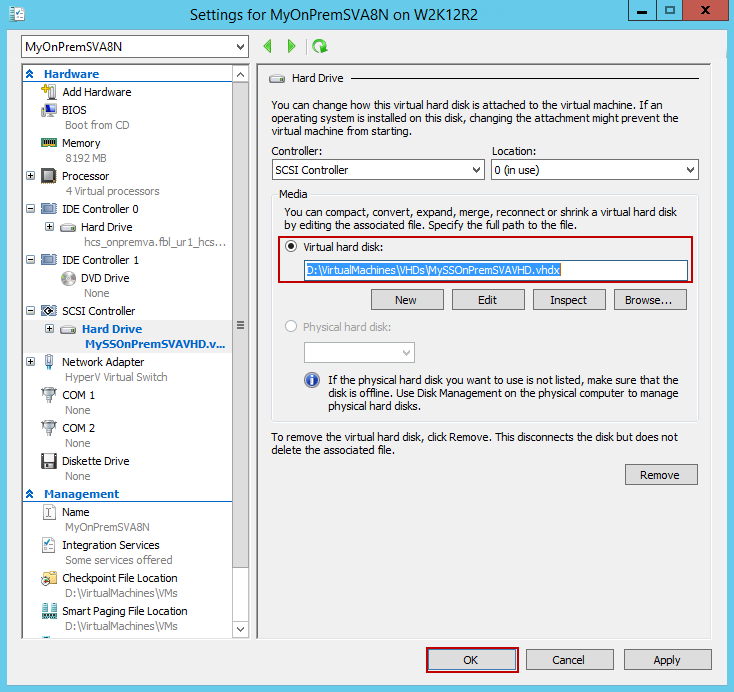 Settings for MyOnPremSVA8N on W2K12R2
MyOnPremSVA8N
Hardware
Add Hardware
BIOS
Boot from CD
Memory
8192 MB
Processor
4 Virtual processors
IDE Controller 0
Hard Drive
hcs_onpremva.fbl_ur1_hcs...
IDE Controller 1
DVD Drive
None
SCSI Controller
Hard Drive
MySSOnPremSVAVHD.v...
Network Adapter
HyperV Virtual Switch
COM 1
None
COM 2
None
Diskette Drive
None
Management
Name
MyOnPremSVA8N
Integration Services
Some services offered
Checkpoint File Location
D:\VirtualMachines\VMs
Smart Paging File Location
D:\VirtualMachines\VMs
Hard Drive
You can change how this virtual hard disk is attached to the virtual machine. If an
operating system is installed on this disk, changing the attachment might prevent the
virtual machine from starting.
Controller:
Location:
SCSI Controller
0 (in use)
Media
You can compact, convert, expand, merge, reconnect or shrink a virtual hard disk
by editing the associated file. Specify the full path to the file.
Virtual hard disk:
D:\VirtualMachines\VHDs\MySSOnPremSVAVHD.vhdx
New
Edit
Inspect
Browse...
Physical hard disk:
If the physical hard disk you want to use is not listed, make sure that the
disk is offline. Use Disk Management on the physical computer to manage
physical hard disks.
To remove the virtual hard disk, click Remove. This disconnects the disk but does not
delete the associated file.
Remove
OK
Cancel
Apply